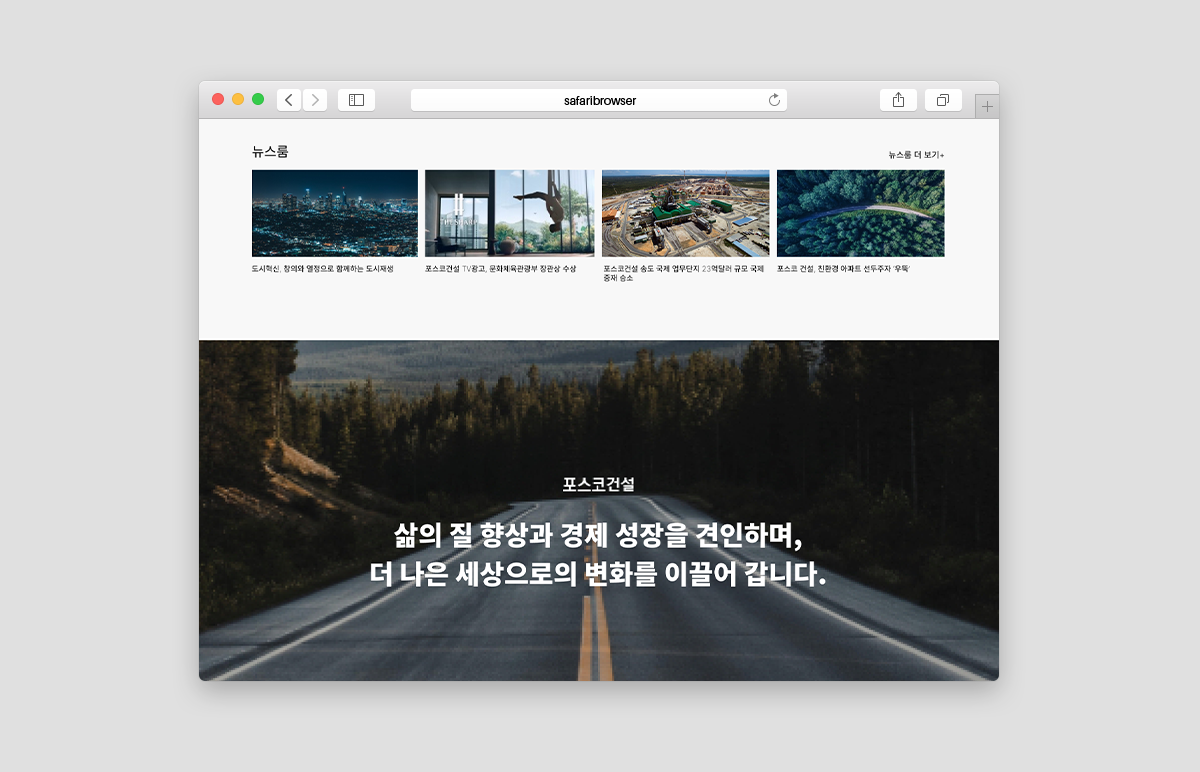 safaribrowser
뉴스룸
뉴스룸 더 보기+
도시혁신, 창의와 열정으로 함께하는 도시재생
포스코건설 TV광고, 문화체육관광부 장관상 수상
포스코건설 송도 국제 업무단지 23억달러 규모 국제
중재 승소
포스코 건설, 친환경 아파트 선두주자 '우뚝'
포스코건설
삶의 질 향상과 경제 성장을 견인하며,
더 나은 세상으로의 변화를 이끌어 갑니다.